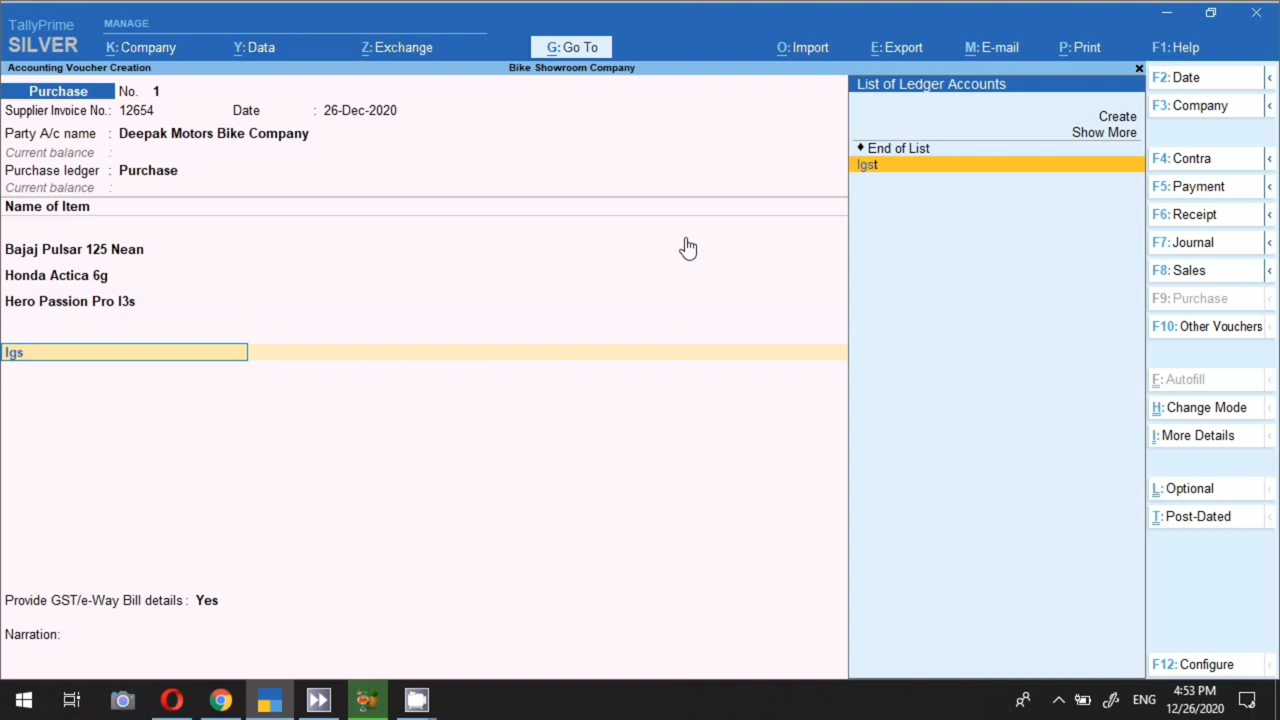 TallyPrime
SILVER
MANAGE
K: Company
Y: Data
Z: Exchange
G: Go To
O: Import
E: Export
M: E-mail
P: Print
F1: Help
Accounting Voucher Creation
Bike Showroom Company
Purchase No. 1
Supplier Invoice No.: 12654 Date : 26-Dec-2020
Party A/c name : Deepak Motors Bike Company
Current balance :
Purchase ledger : Purchase
Current balance :
Name of Item
Bajaj Pulsar 125 Nean
Honda Actica 6g
Hero Passion Pro I3s
Igs
Provide GST/e-Way Bill details : Yes
Narration:
List of Ledger Accounts
Create
Show More
♦ End of List
Igst
F2: Date
F3: Company
F4: Contra
F5: Payment
F6: Receipt
F7: Journal
F8: Sales
F9: Purchase
F10: Other Vouchers
F: Autofill
H: Change Mode
I: More Details
L: Optional
T: Post-Dated
F12: Configure
ENG
4:53 PM
12/26/2020